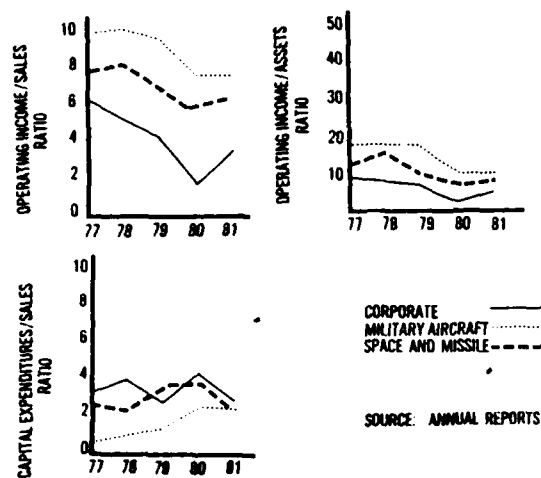 OPERATING INCOME/SALES
RATIO
10
8
6
4
2
0
77 78 79 80 81
OPERATING INCOME/ASSETS
RATIO
50
40
30
20
10
77 78 79 80 81
CAPITAL EXPENDITURES/SALES
RATIO
10
8
6
4
2
0
77 78 79 80 81
CORPORATE
MILITARY AIRCRAFT
SPACE AND MISSILE
SOURCE: ANNUAL REPORTS